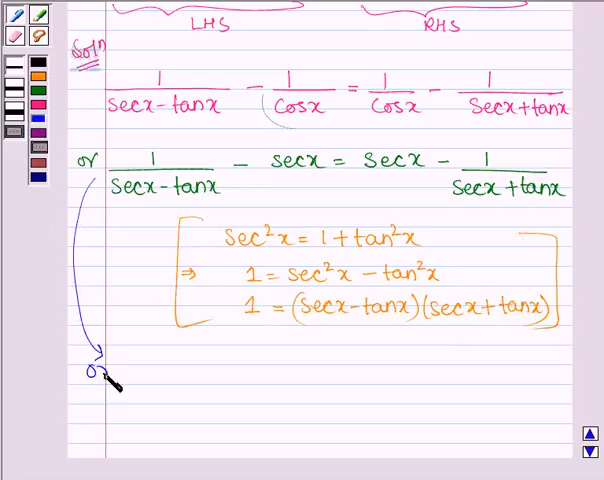 LHS RHS
Soln
1/(secx-tanx) - 1/Cosx = 1/Cosx - 1/(Secx+tanx)
or 1/(secx-tanx) - secx = secx - 1/(secx+tanx)
[sec²x = 1+tan²x
⇒ 1 = sec²x - tan²x
1 = (secx-tanx)(secx+tanx)]
or